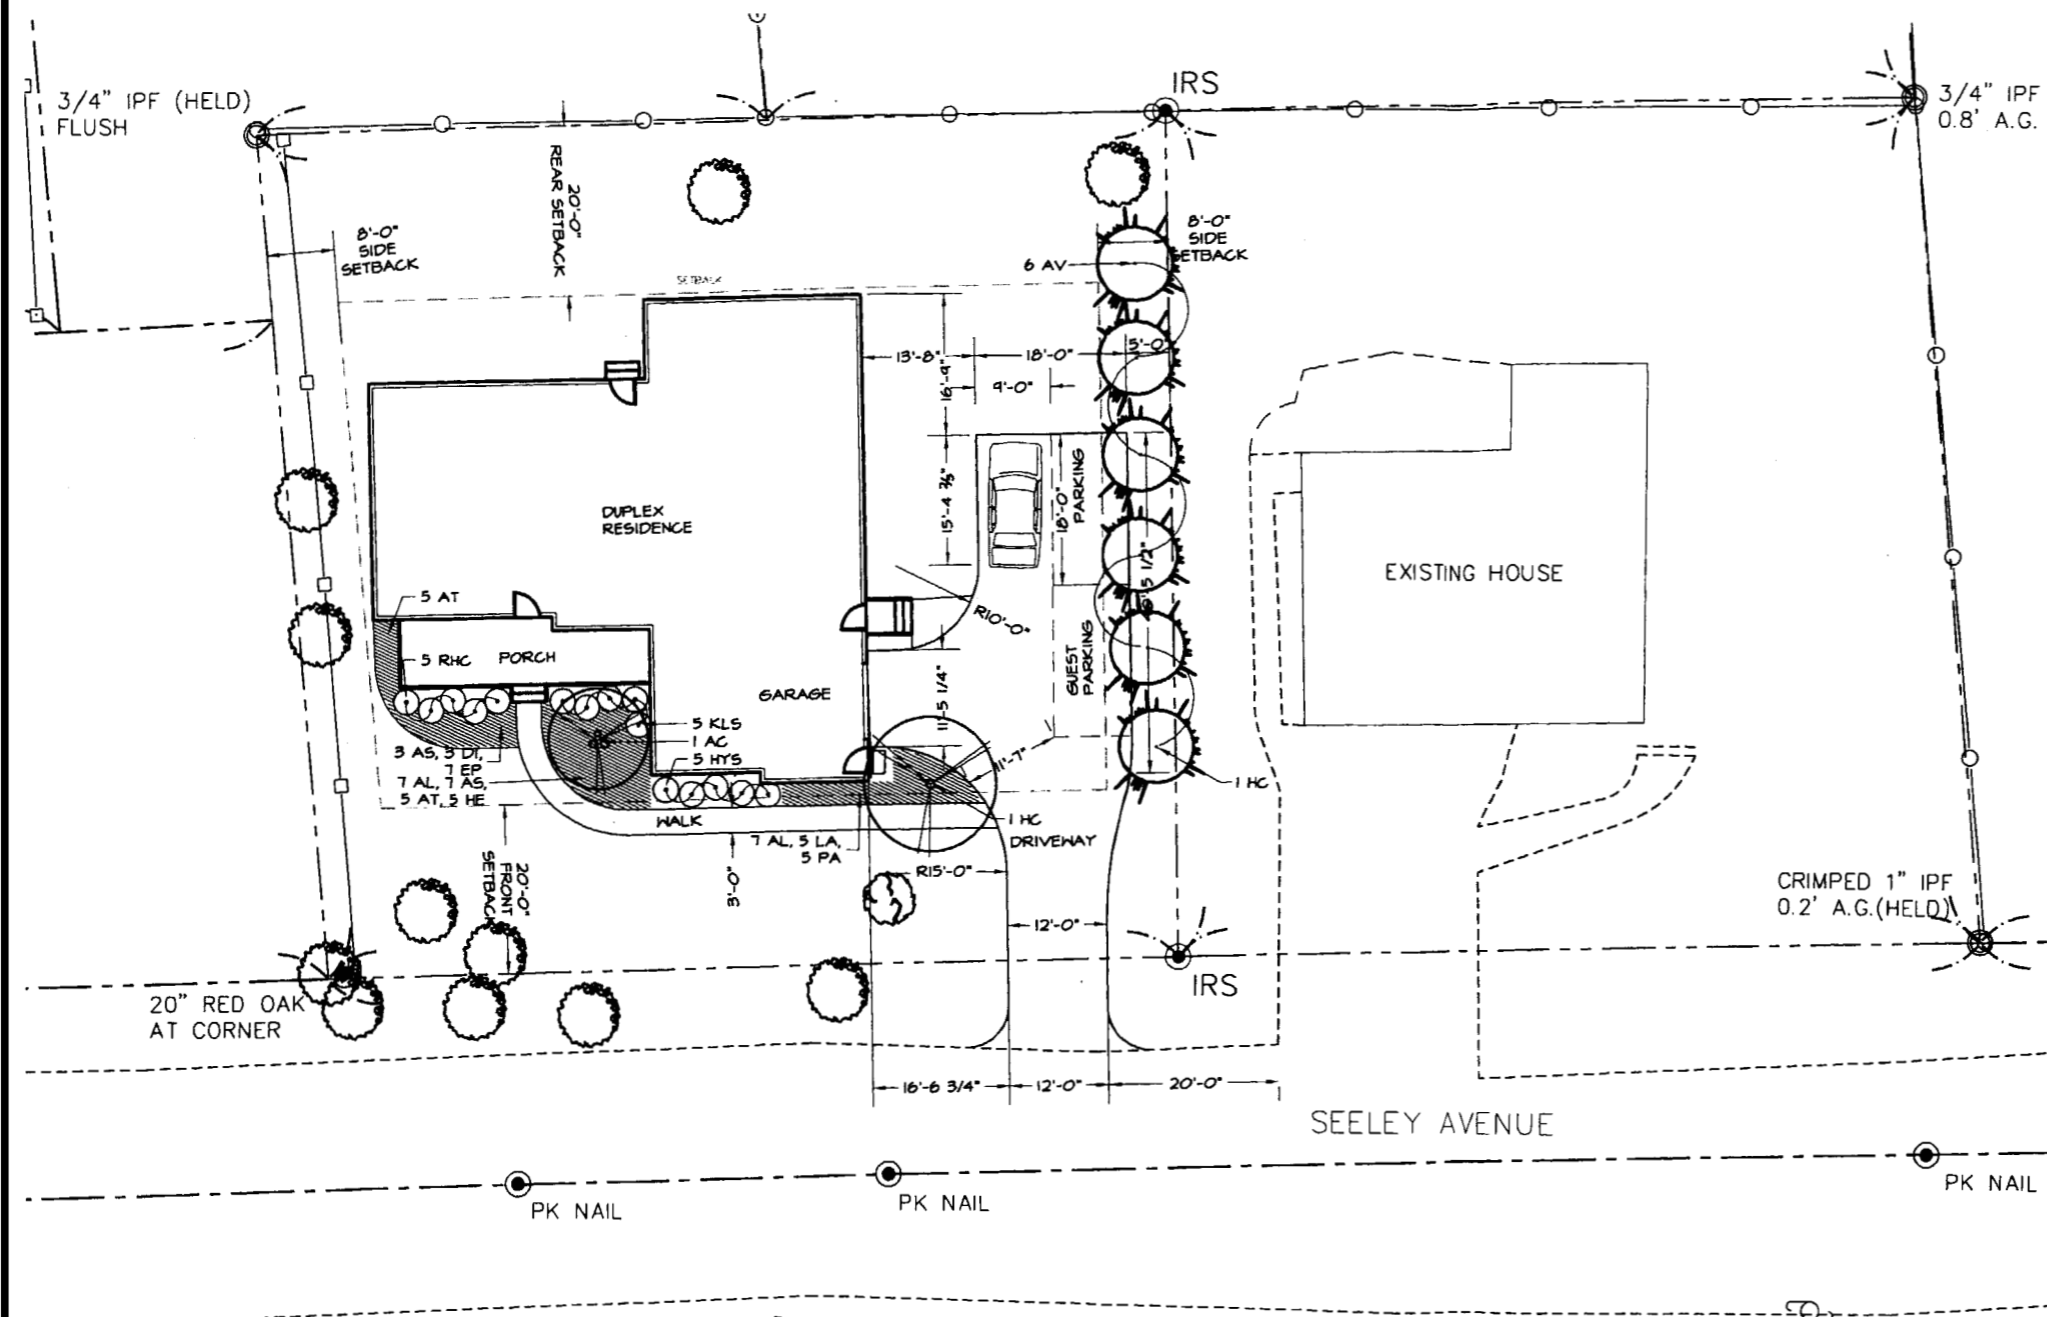 IRS
3/4" IPF (HELD)
FLUSH
3/4" IPF
0.8' A.G.
20'-0"
REAR SETBACK
8'-0"
SIDE
SETBACK
8'-0"
SIDE
SETBACK
6 AV
SETBACK
13'-8"
18'-0"
5'-0"
16'-9"
9'-0"
15'-4 3/8"
18'-0"
PARKING
DUPLEX
RESIDENCE
EXISTING HOUSE
5 AT
R10'-0"
5 RHC
PORCH
GUEST
PARKING
GARAGE
11'-5 1/4"
5 KLS
1 AC
5 HYS
3 AS, 3 DI,
7 EP
7 AL, 7 AS,
5 AT, 5 HE
11'-7"
1 HC
WALK
1 HC
DRIVEWAY
7 AL, 5 LA,
5 PA
R15'-0"
3'-0"
20'-0"
FRONT
SETBACK
12'-0"
CRIMPED 1" IPF
0.2' A.G.(HELD)
IRS
20" RED OAK
AT CORNER
16'-6 3/4"
12'-0"
20'-0"
SEELEY AVENUE
PK NAIL
PK NAIL
PK NAIL